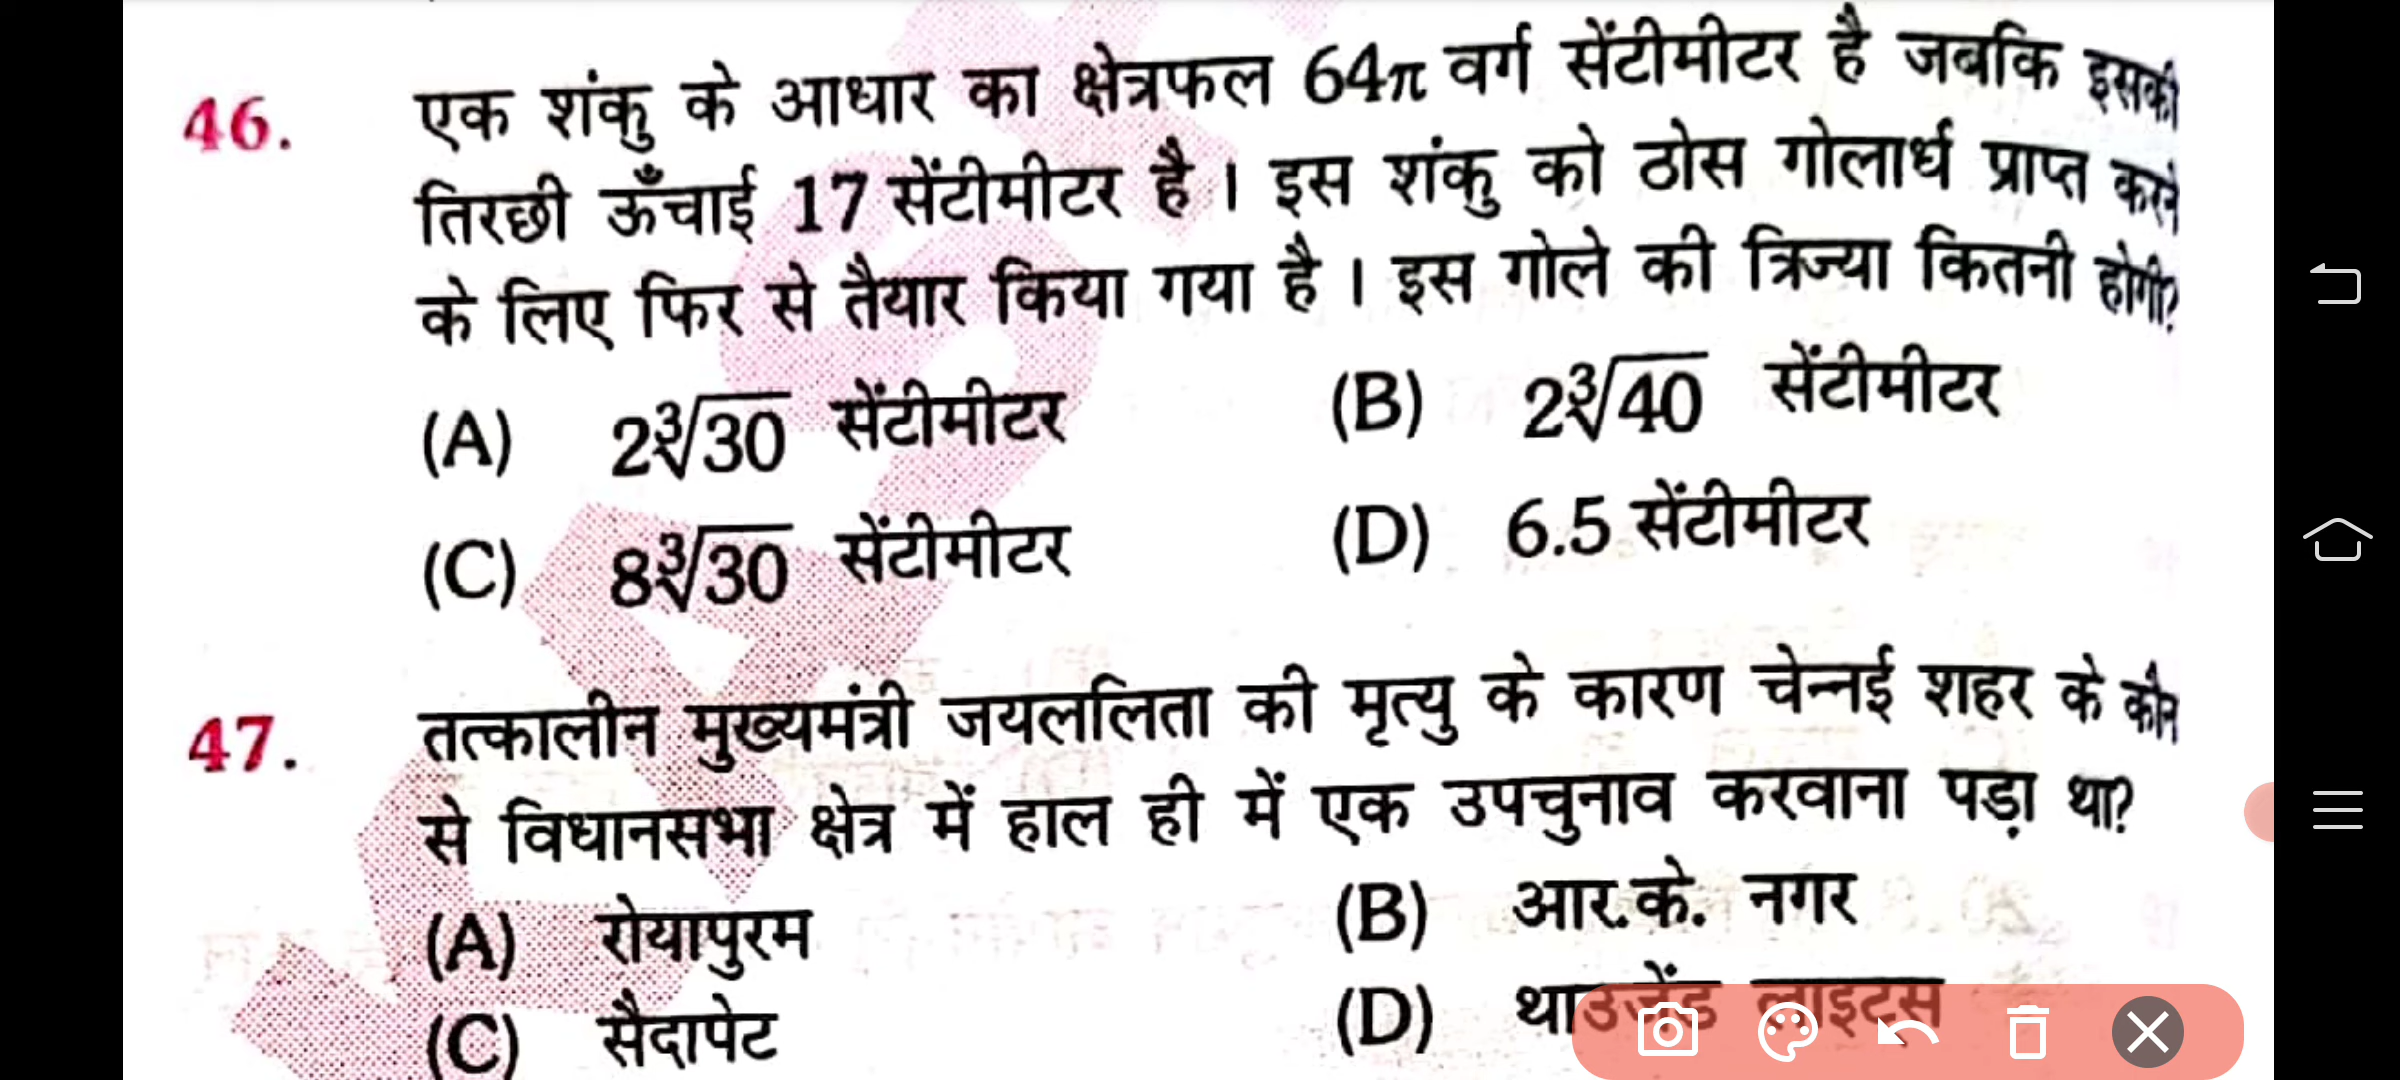 46. एक शंकु के आधार का क्षेत्रफल 64π वर्ग सेंटीमीटर है जबकि इसकी
तिरछी ऊँचाई 17 सेंटीमीटर है । इस शंकु को ठोस गोलार्ध प्राप्त करने
के लिए फिर से तैयार किया गया है । इस गोले की त्रिज्या कितनी होगी?
(A) 2∛30 सेंटीमीटर (B) 2∛40 सेंटीमीटर
(C) 8∛30 सेंटीमीटर (D) 6.5 सेंटीमीटर
47. तत्कालीन मुख्यमंत्री जयललिता की मृत्यु के कारण चेन्नई शहर के कौन
से विधानसभा क्षेत्र में हाल ही में एक उपचुनाव करवाना पड़ा था?
(A) रोयापुरम (B) आर.के. नगर
(C) सैदापेट (D) थाउजेंड लाइट्स